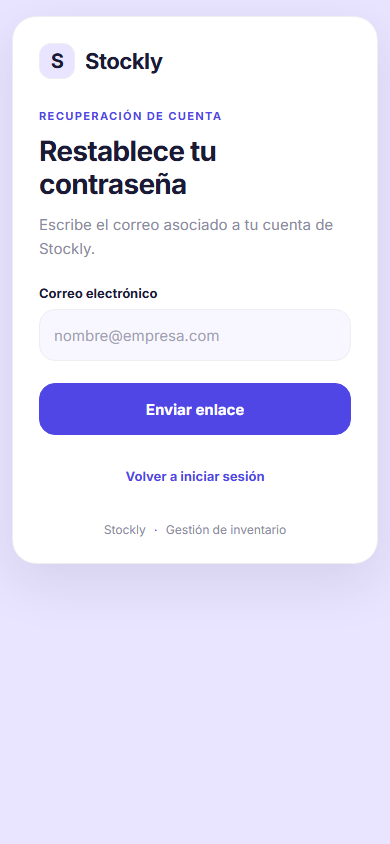 S Stockly
RECUPERACIÓN DE CUENTA
Restablece tu
contraseña
Escribe el correo asociado a tu cuenta de
Stockly.
Correo electrónico
nombre@empresa.com
Enviar enlace
Volver a iniciar sesión
Stockly · Gestión de inventario